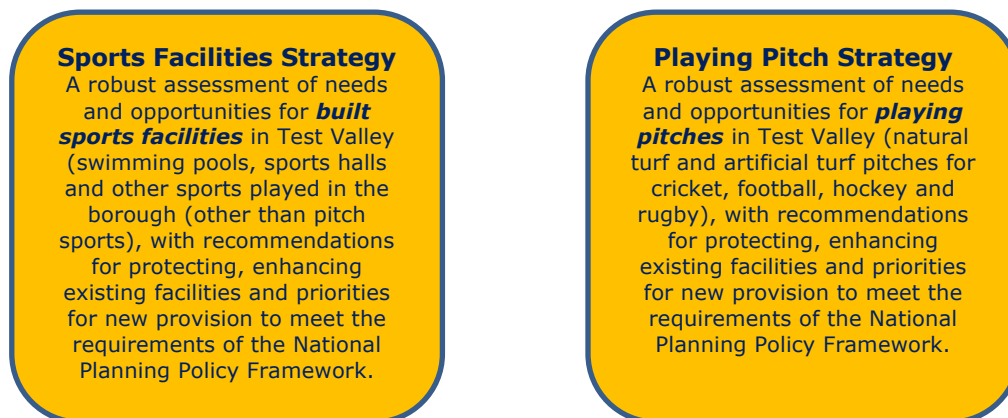 Sports Facilities Strategy
A robust assessment of needs
and opportunities for built
sports facilities in Test Valley
(swimming pools, sports halls
and other sports played in the
borough (other than pitch
sports), with recommendations
for protecting, enhancing
existing facilities and priorities
for new provision to meet the
requirements of the National
Planning Policy Framework.
Playing Pitch Strategy
A robust assessment of needs
and opportunities for playing
pitches in Test Valley (natural
turf and artificial turf pitches for
cricket, football, hockey and
rugby), with recommendations
for protecting, enhancing
existing facilities and priorities
for new provision to meet the
requirements of the National
Planning Policy Framework.